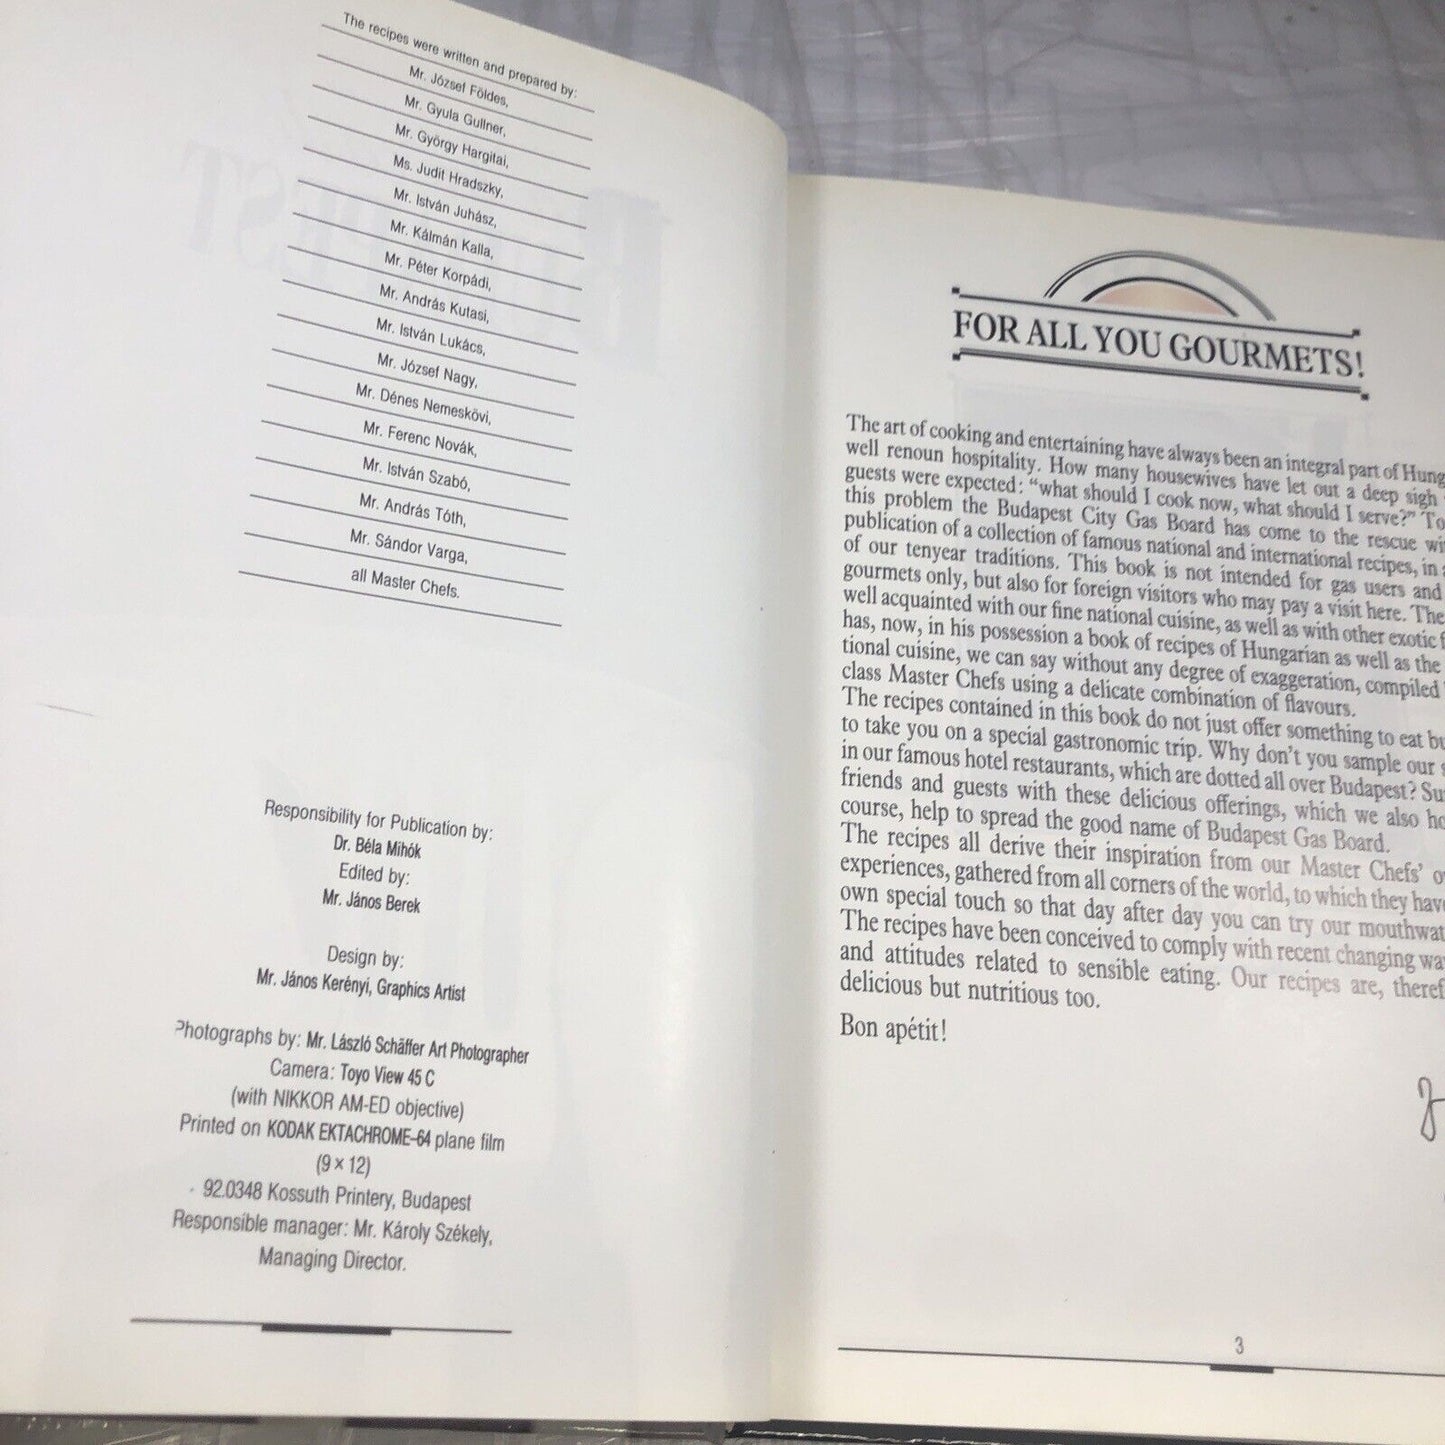 The recipes were written and prepared by:
Mr. József Földes,
Mr. Gyula Gullner,
Mr. György Hargitai,
Ms. Judit Hradszky,
Mr. István Juhász,
Mr. Kálmán Kalla,
Mr. Péter Korpádi,
Mr. András Kutasi,
Mr. István Lukács,
Mr. József Nagy,
Mr. Dénes Nemeskövi,
Mr. Ferenc Novák,
Mr. István Szabó,
Mr. András Tóth,
Mr. Sándor Varga,
all Master Chefs.
Responsibility for Publication by:
Dr. Béla Mihók
Edited by:
Mr. János Berek
Design by:
Mr. János Kerényi, Graphics Artist
Photographs by: Mr. László Schäffer Art Photographer
Camera: Toyo View 45 C
(with NIKKOR AM-ED objective)
Printed on KODAK EKTACHROME–64 plane film
(9 × 12)
92.0348 Kossuth Printery, Budapest
Responsible manager: Mr. Károly Székely,
Managing Director.
FOR ALL YOU GOURMETS!
The art of cooking and entertaining have always been an integral part of Hung
well renoun hospitality. How many housewives have let out a deep sigh
guests were expected: “what should I cook now, what should I serve?” To
this problem the Budapest City Gas Board has come to the rescue wi
publication of a collection of famous national and international recipes, in
of our tenyear traditions. This book is not intended for gas users and
gourmets only, but also for foreign visitors who may pay a visit here. The
well acquainted with our fine national cuisine, as well as with other exotic f
has, now, in his possession a book of recipes of Hungarian as well as the
tional cuisine, we can say without any degree of exaggeration, compiled
class Master Chefs using a delicate combination of flavours.
The recipes contained in this book do not just offer something to eat bu
to take you on a special gastronomic trip. Why don’t you sample our s
in our famous hotel restaurants, which are dotted all over Budapest? Su
friends and guests with these delicious offerings, which we also ho
course, help to spread the good name of Budapest Gas Board.
The recipes all derive their inspiration from our Master Chefs’ o
experiences, gathered from all corners of the world, to which they have
own special touch so that day after day you can try our mouthwat
The recipes have been conceived to comply with recent changing wa
and attitudes related to sensible eating. Our recipes are, theref
delicious but nutritious too.
Bon apétit!
3